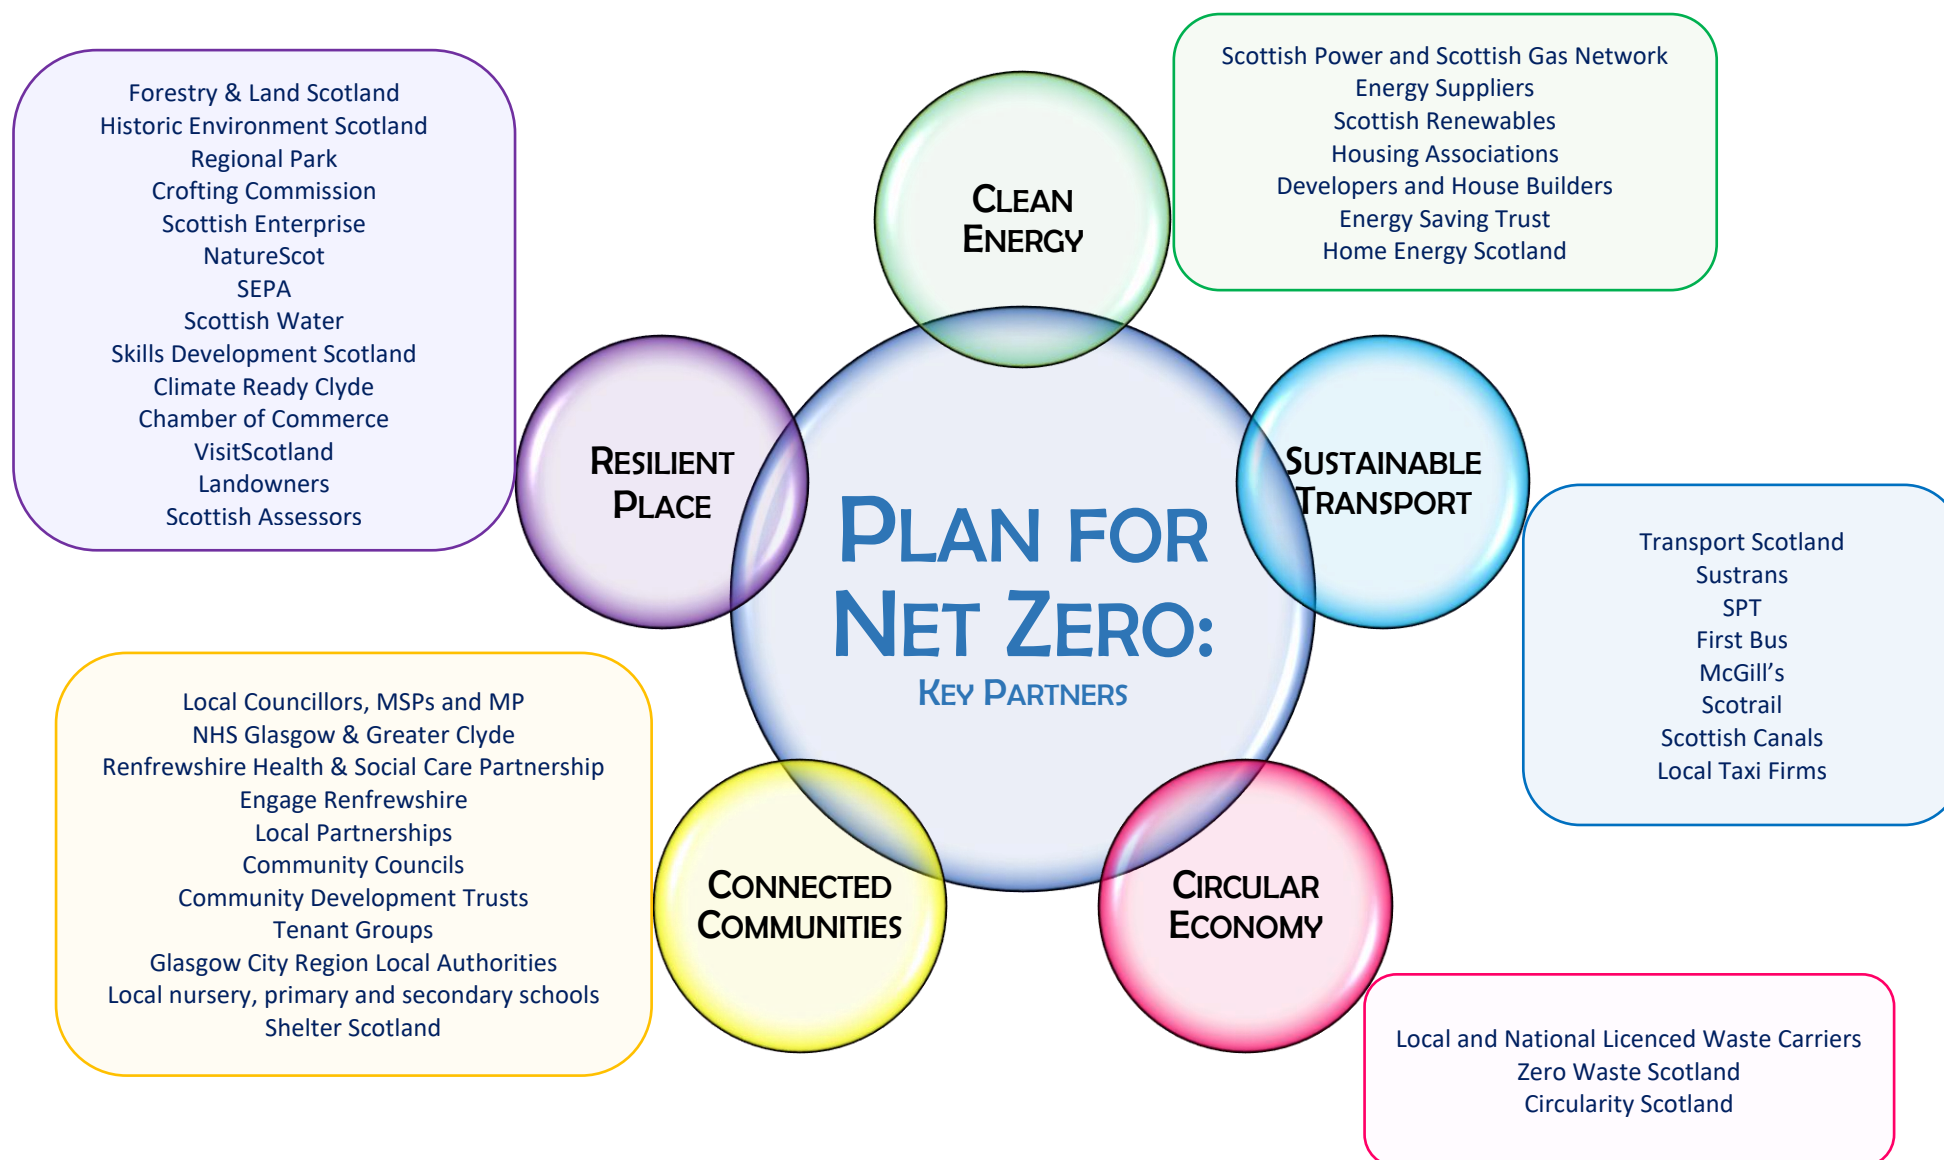 Forestry & Land Scotland
Historic Environment Scotland
Regional Park
Crofting Commission
Scottish Enterprise
NatureScot
SEPA
Scottish Water
Skills Development Scotland
Climate Ready Clyde
Chamber of Commerce
VisitScotland
Landowners
Scottish Assessors
CLEAN
ENERGY
Scottish Power and Scottish Gas Network
Energy Suppliers
Scottish Renewables
Housing Associations
Developers and House Builders
Energy Saving Trust
Home Energy Scotland
RESILIENT
PLACE
PLAN FOR
NET ZERO:
KEY PARTNERS
SUSTAINABLE
TRANSPORT
Transport Scotland
Sustrans
SPT
First Bus
McGill's
Scotrail
Scottish Canals
Local Taxi Firms
Local Councillors, MSPs and MP
NHS Glasgow & Greater Clyde
Renfrewshire Health & Social Care Partnership
Engage Renfrewshire
Local Partnerships
Community Councils
Community Development Trusts
Tenant Groups
Glasgow City Region Local Authorities
Local nursery, primary and secondary schools
Shelter Scotland
CONNECTED
COMMUNITIES
CIRCULAR
ECONOMY
Local and National Licenced Waste Carriers
Zero Waste Scotland
Circularity Scotland